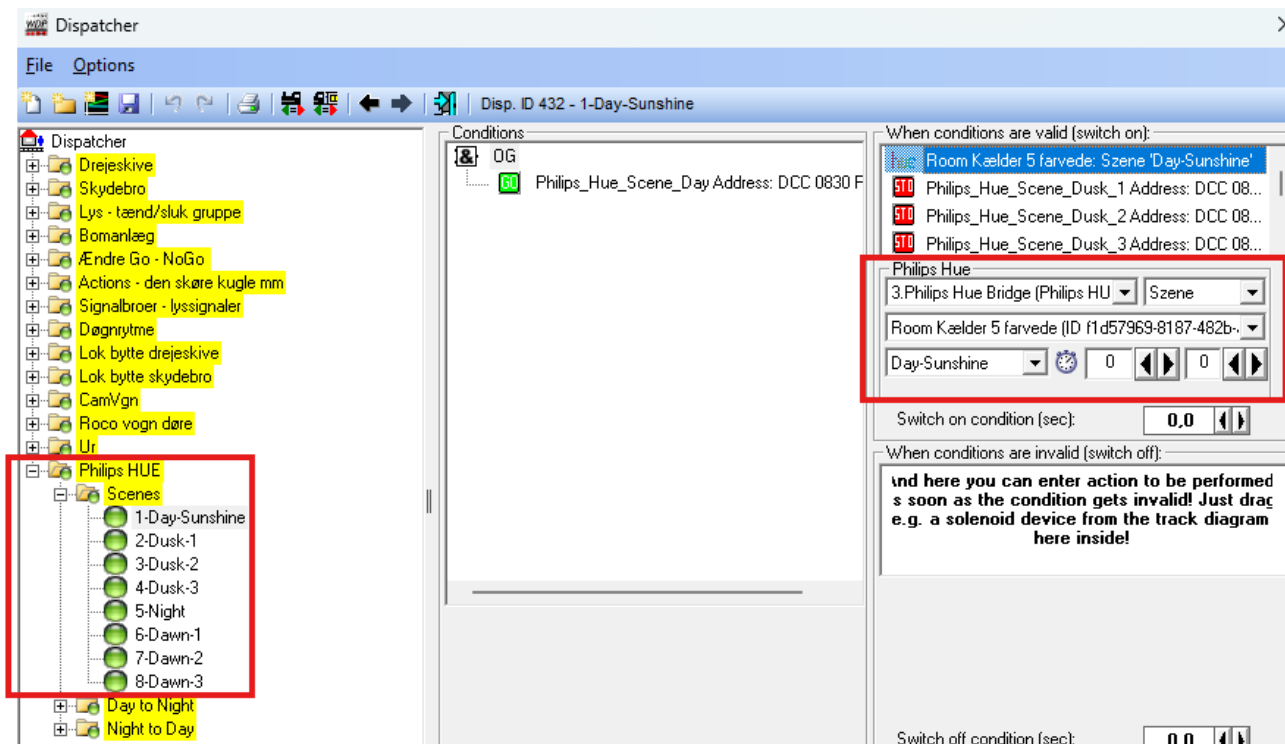 Dispatcher
File Options
Disp. ID 432 - 1-Day-Sunshine
Dispatcher
Drejeskive
Skydebro
Lys - tænd/sluk gruppe
Bomanlæg
Ændre Go - NoGo
Actions - den skøre kugle mm
Signalbroer - lyssignaler
Døgnrytme
Lok bytte drejeskive
Lok bytte skydebro
CamVgn
Roco vogn døre
Ur
Philips HUE
Scenes
1-Day-Sunshine
2-Dusk-1
3-Dusk-2
4-Dusk-3
5-Night
6-Dawn-1
7-Dawn-2
8-Dawn-3
Day to Night
Night to Day
Conditions
& OG
GO Philips_Hue_Scene_Day Address: DCC 0830 F
When conditions are valid (switch on):
hue Room Kælder 5 farvede: Szene 'Day-Sunshine'
STO Philips_Hue_Scene_Dusk_1 Address: DCC 08...
STO Philips_Hue_Scene_Dusk_2 Address: DCC 08...
STO Philips_Hue_Scene_Dusk_3 Address: DCC 08...
Philips Hue
3.Philips Hue Bridge (Philips HU Szene
Room Kælder 5 farvede (ID f1d57969-8187-482b-
Day-Sunshine 0 0
Switch on condition (sec): 0,0
When conditions are invalid (switch off):
And here you can enter action to be performed
s soon as the condition gets invalid! Just drag
e.g. a solenoid device from the track diagram
here inside!
Switch off condition (sec): 0,0